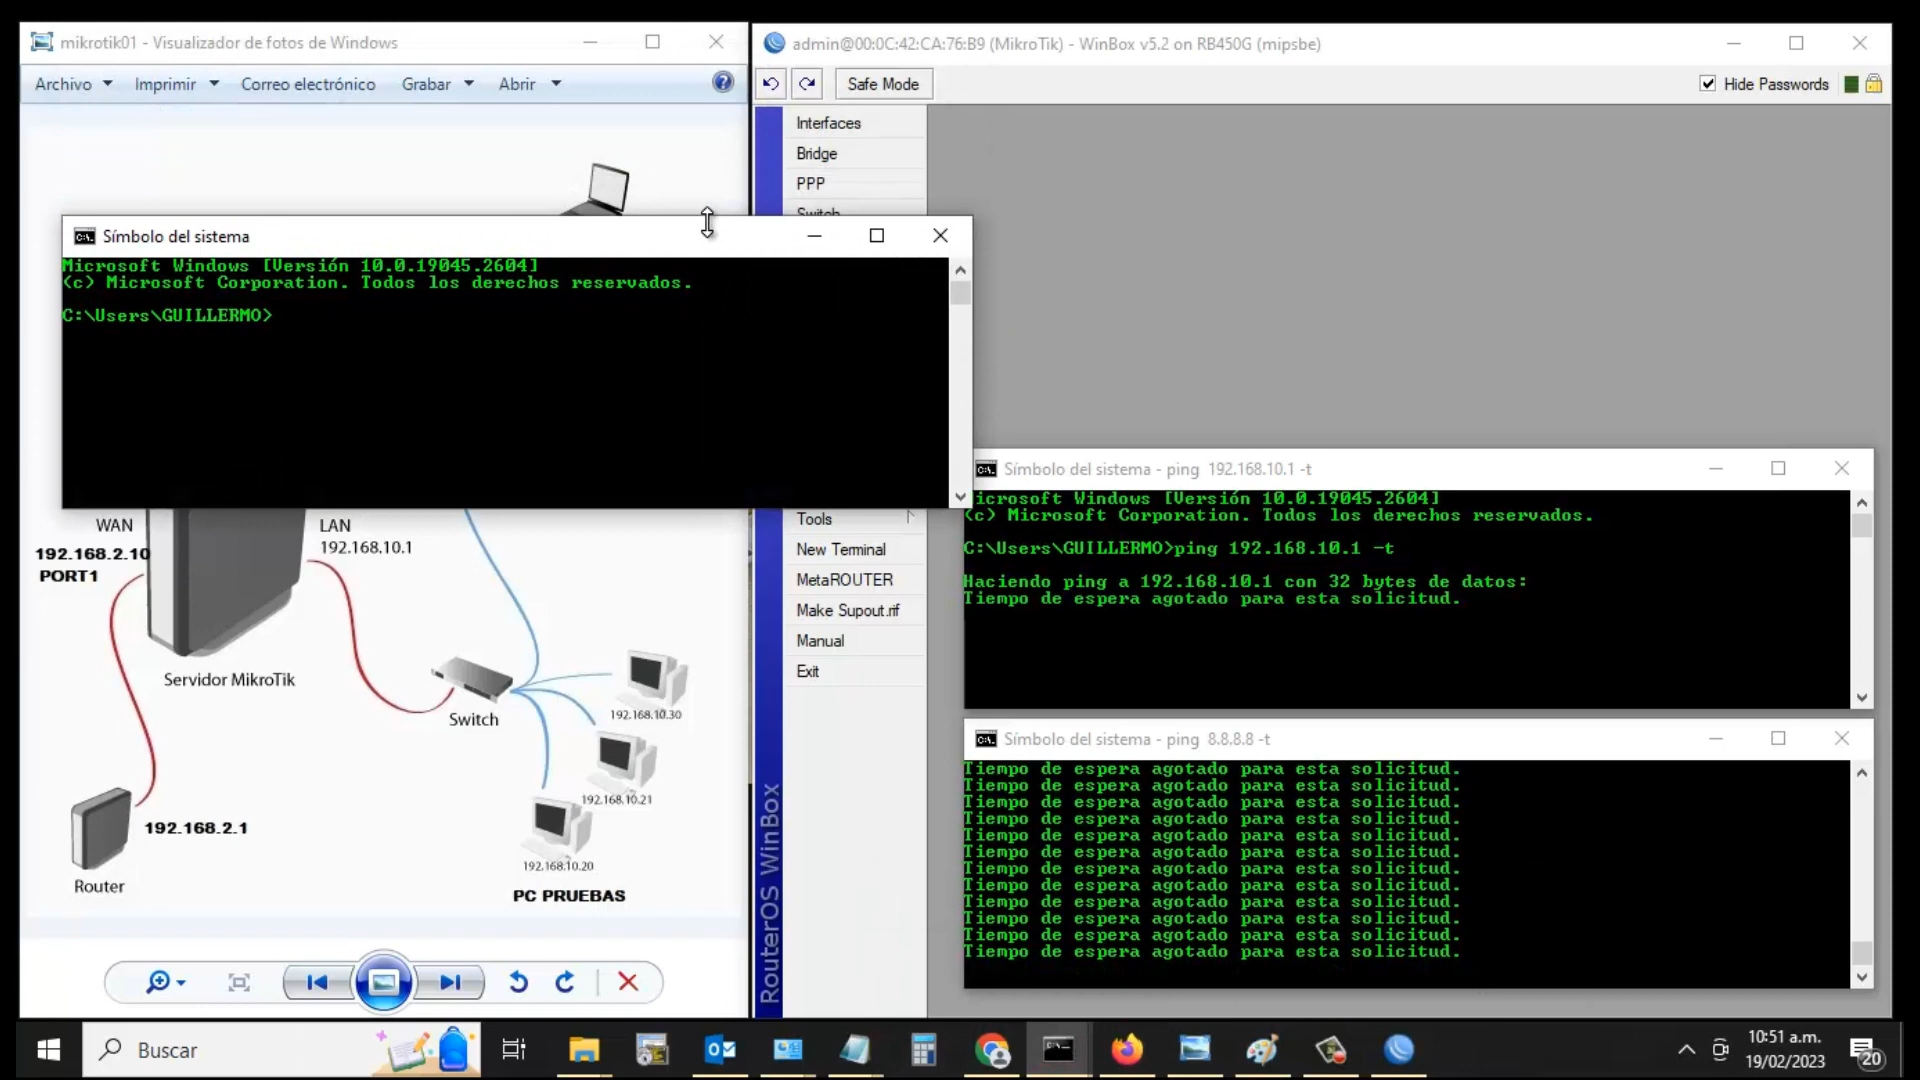 mikrotik01 - Visualizador de fotos de Windows
Archivo
Imprimir
Correo electrónico
Grabar
Abrir
admin@00:0C:42:CA:76:B9 (MikroTik) - WinBox v5.2 on RB450G (mipsbe)
Safe Mode
Hide Passwords
Interfaces
Bridge
PPP
Switch
Símbolo del sistema
Microsoft Windows [Versión 10.0.19045.2604]
(c) Microsoft Corporation. Todos los derechos reservados.
C:\Users\GUILLERMO>
Tools
New Terminal
MetaROUTER
Make Supout.rif
Manual
Exit
RouterOS WinBox
WAN
192.168.2.10
PORT1
LAN
192.168.10.1
Servidor MikroTik
Switch
192.168.10.30
192.168.10.21
192.168.10.20
PC PRUEBAS
192.168.2.1
Router
Símbolo del sistema - ping 192.168.10.1 -t
icrosoft Windows [Versión 10.0.19045.2604]
(c) Microsoft Corporation. Todos los derechos reservados.
C:\Users\GUILLERMO>ping 192.168.10.1 -t
Haciendo ping a 192.168.10.1 con 32 bytes de datos:
Tiempo de espera agotado para esta solicitud.
Símbolo del sistema - ping 8.8.8.8 -t
Tiempo de espera agotado para esta solicitud.
Tiempo de espera agotado para esta solicitud.
Tiempo de espera agotado para esta solicitud.
Tiempo de espera agotado para esta solicitud.
Tiempo de espera agotado para esta solicitud.
Tiempo de espera agotado para esta solicitud.
Tiempo de espera agotado para esta solicitud.
Tiempo de espera agotado para esta solicitud.
Tiempo de espera agotado para esta solicitud.
Tiempo de espera agotado para esta solicitud.
Tiempo de espera agotado para esta solicitud.
Tiempo de espera agotado para esta solicitud.
Buscar
10:51 a.m.
19/02/2023
20